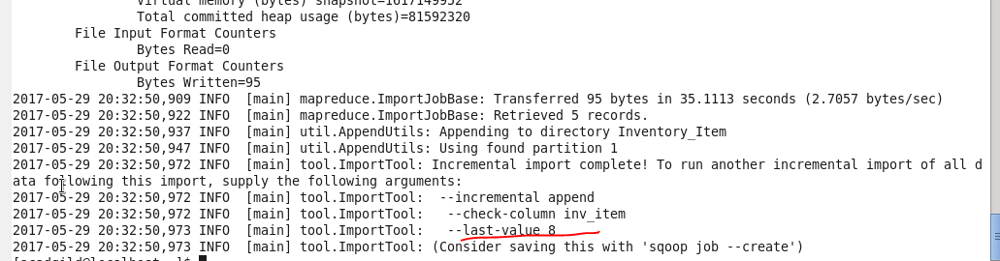 Virtual memory (bytes) snapshot=1617149952
Total committed heap usage (bytes)=81592320
File Input Format Counters
Bytes Read=0
File Output Format Counters
Bytes Written=95
2017-05-29 20:32:50,909 INFO  [main] mapreduce.ImportJobBase: Transferred 95 bytes in 35.1113 seconds (2.7057 bytes/sec)
2017-05-29 20:32:50,922 INFO  [main] mapreduce.ImportJobBase: Retrieved 5 records.
2017-05-29 20:32:50,937 INFO  [main] util.AppendUtils: Appending to directory Inventory_Item
2017-05-29 20:32:50,947 INFO  [main] util.AppendUtils: Using found partition 1
2017-05-29 20:32:50,972 INFO  [main] tool.ImportTool: Incremental import complete! To run another incremental import of all d
ata following this import, supply the following arguments:
2017-05-29 20:32:50,972 INFO  [main] tool.ImportTool:  --incremental append
2017-05-29 20:32:50,972 INFO  [main] tool.ImportTool:   --check-column inv_item
2017-05-29 20:32:50,973 INFO  [main] tool.ImportTool:   --last-value 8
2017-05-29 20:32:50,973 INFO  [main] tool.ImportTool: (Consider saving this with 'sqoop job --create')